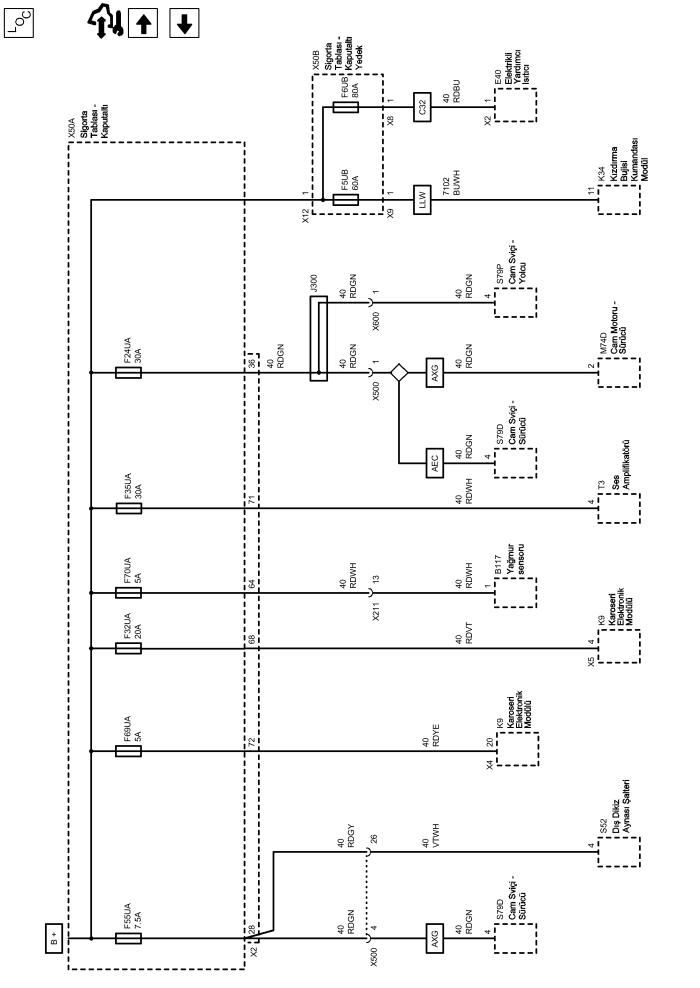 LOC
X50A
Sigorta
Tablası -
Kaputaltı
X50B
Sigorta
Tablası -
Kaputaltı
Yedek
F6UB
80A
1
X8
C32
40
RDBU
1
X2
E40
Elektrikli
Yardımcı
Isıtıcı
1
X12
F5UB
60A
1
X9
LLW
7102
BUWH
11
K34
Kızdırma
Bujisi
Kumandası
Modül
J300
40
RDGN
1
X600
40
RDGN
4
S79P
Cam Sviçi -
Yolcu
F24UA
30A
36
40
RDGN
40
RDGN
1
X500
AXG
40
RDGN
2
M74D
Cam Motoru -
Sürücü
AEC
40
RDGN
4
S79D
Cam Sviçi -
Sürücü
F35UA
30A
71
40
RDWH
4
T3
Ses
Amplifikatörü
F70UA
5A
64
40
RDWH
13
X211
40
RDWH
1
B117
Yağmur
sensoru
F32UA
20A
68
40
RDVT
4
X5
K9
Karoseri
Elektronik
Modülü
F69UA
5A
72
40
RDYE
20
X4
K9
Karoseri
Elektronik
Modülü
40
RDGY
26
40
VTWH
4
S52
Dış Dikiz
Aynası Şalteri
B +
F55UA
7.5A
28
X2
40
RDGN
4
X500
AXG
40
RDGN
4
S79D
Cam Sviçi -
Sürücü